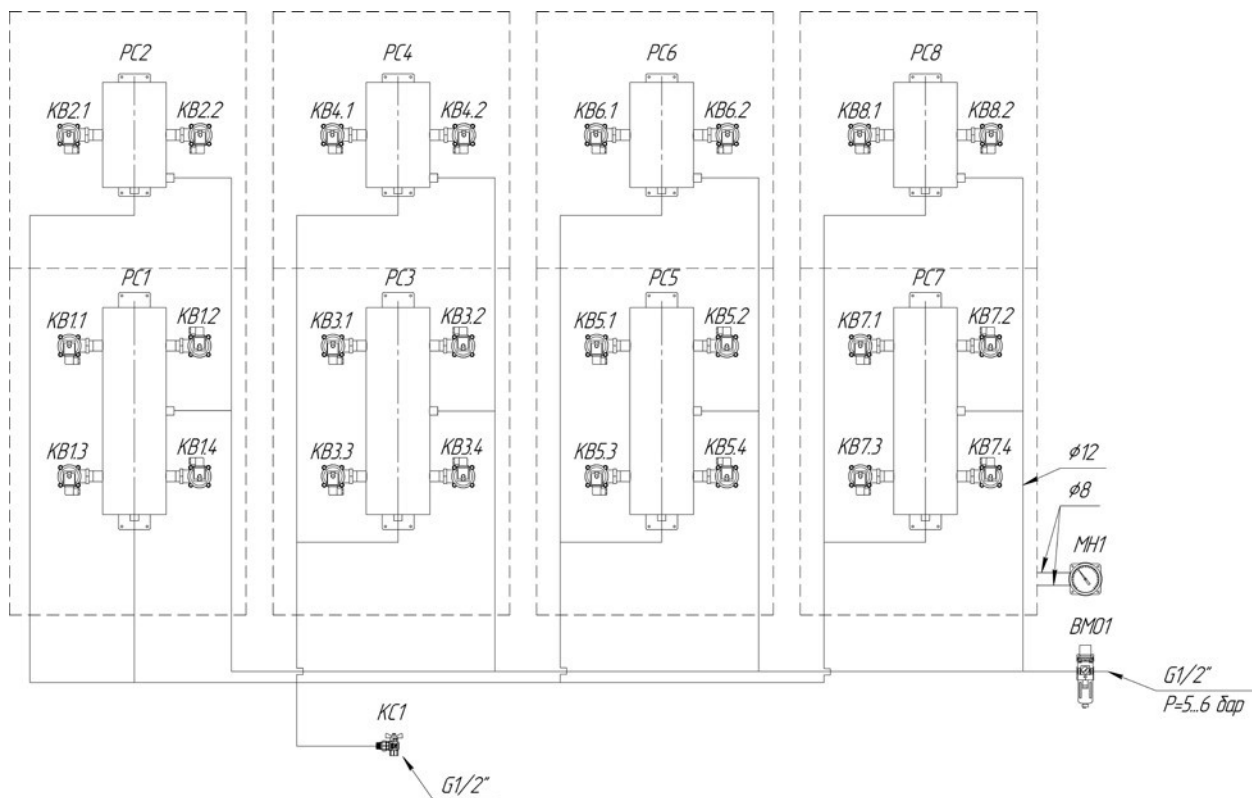 РС2
РС4
РС6
РС8
КВ2.1
КВ2.2
КВ4.1
КВ4.2
КВ6.1
КВ6.2
КВ8.1
КВ8.2
РС1
РС3
РС5
РС7
КВ1.1
КВ1.2
КВ3.1
КВ3.2
КВ5.1
КВ5.2
КВ7.1
КВ7.2
КВ1.3
КВ1.4
КВ3.3
КВ3.4
КВ5.3
КВ5.4
КВ7.3
КВ7.4
⌀12
⌀8
МН1
ВМО1
G1/2"
Р=5...6 бар
КС1
G1/2"